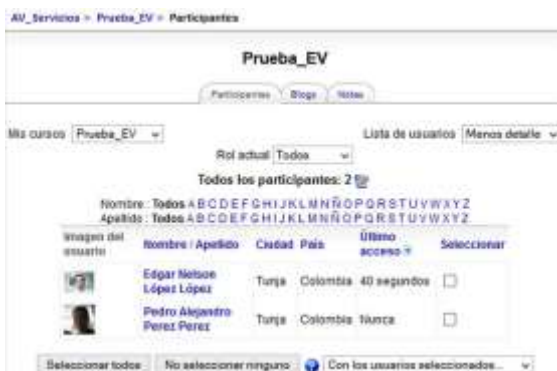 AV_Servicios » Prueba_EV » Participantes
Prueba_EV
Participantes Blogs Notas
Mis cursos Prueba_EV Lista de usuarios Menos detalle
Rol actual Todos
Todos los participantes: 2
Nombre : Todos A B C D E F G H I J K L M N Ñ O P Q R S T U V W X Y Z
Apellido : Todos A B C D E F G H I J K L M N Ñ O P Q R S T U V W X Y Z
Imagen del usuario Nombre / Apellido Ciudad País Último acceso Seleccionar
Edgar Nelson López López Tunja Colombia 40 segundos
Pedro Alejandro Perez Perez Tunja Colombia Nunca
Seleccionar todos No seleccionar ninguno Con los usuarios seleccionados...